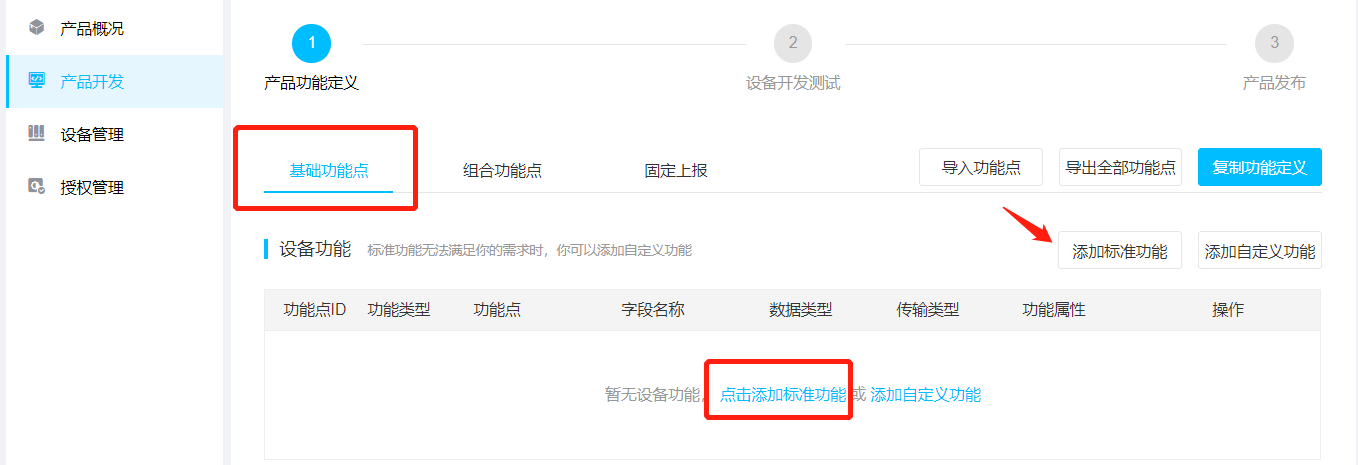 产品概况
产品开发
设备管理
授权管理
1
2
3
产品功能定义
设备开发测试
产品发布
基础功能点
组合功能点
固定上报
导入功能点
导出全部功能点
复制功能定义
设备功能
标准功能无法满足你的需求时，你可以添加自定义功能
添加标准功能
添加自定义功能
功能点ID 功能类型 功能点 字段名称 数据类型 传输类型 功能属性 操作
暂无设备功能，点击添加标准功能 或 添加自定义功能